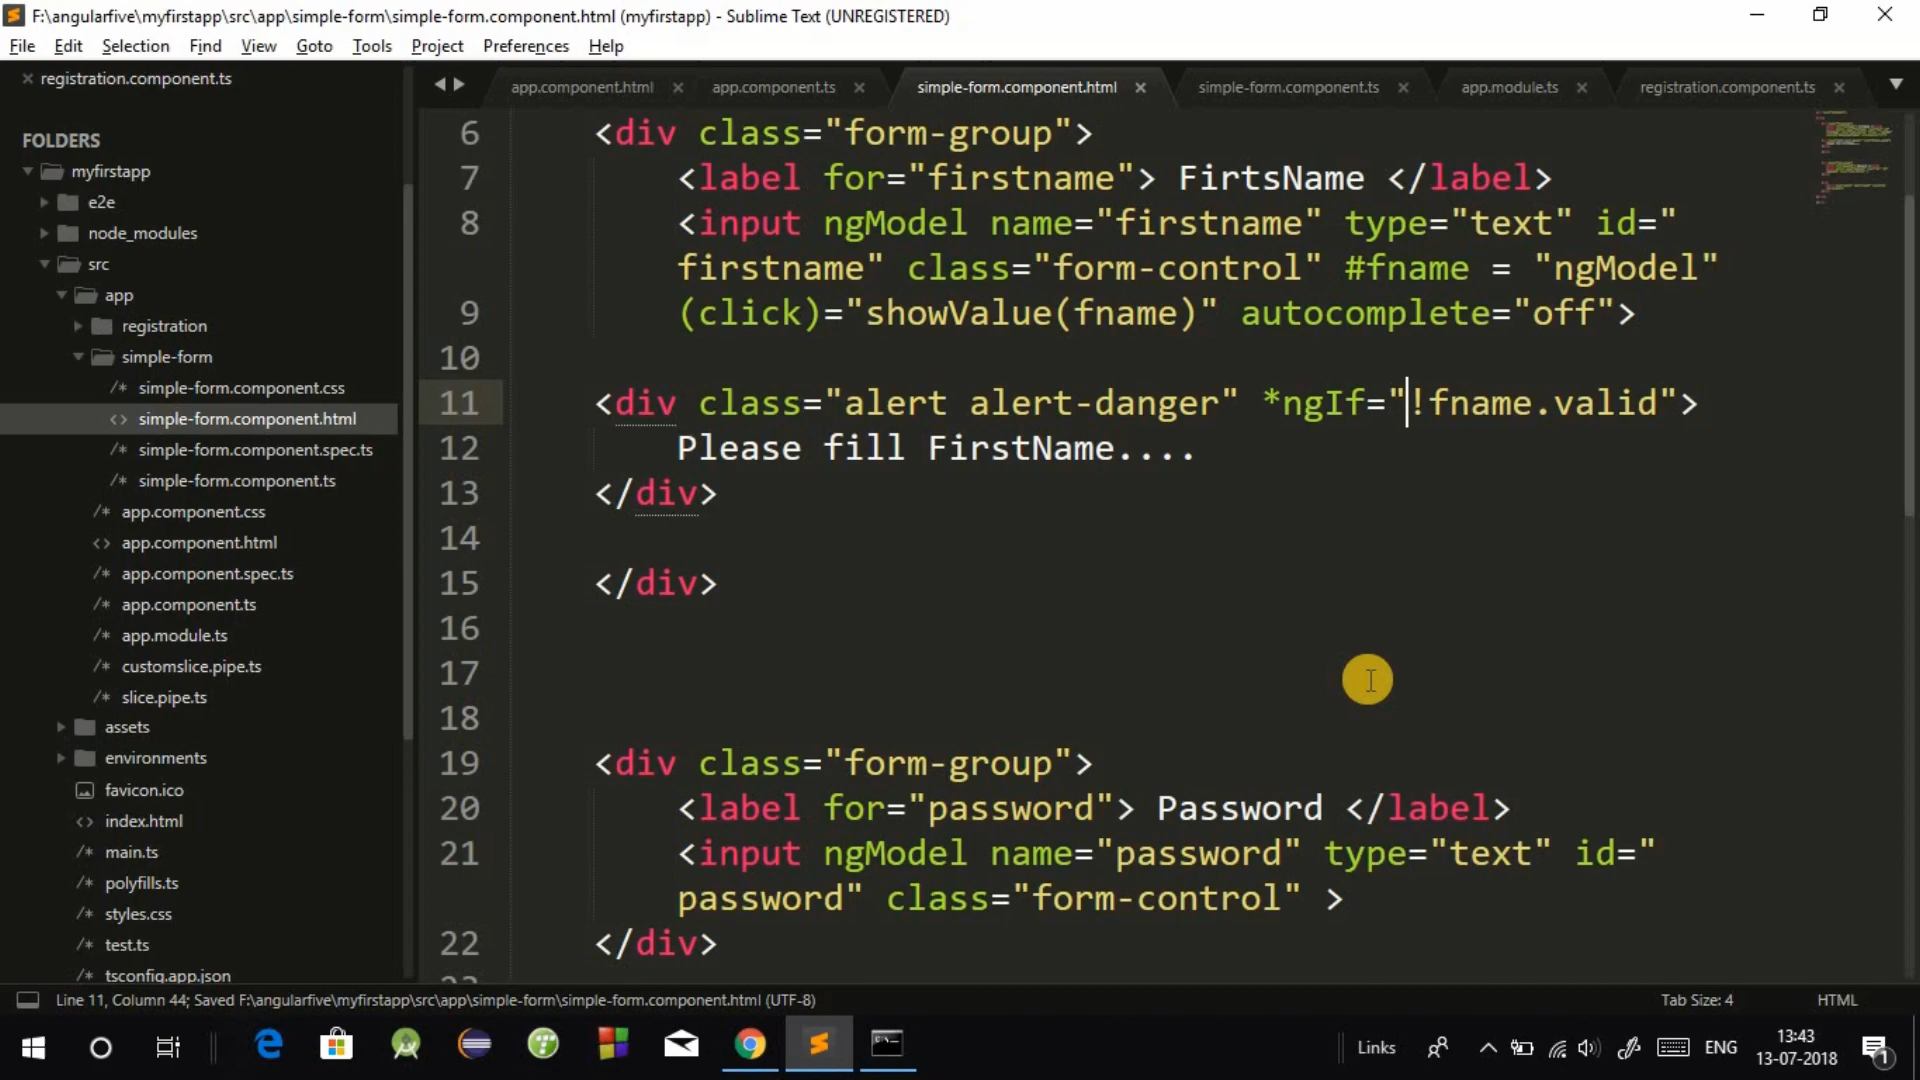 F:\angularfive\myfirstapp\src\app\simple-form\simple-form.component.html (myfirstapp) - Sublime Text (UNREGISTERED)
File Edit Selection Find View Goto Tools Project Preferences Help
registration.component.ts
FOLDERS
myfirstapp
e2e
node_modules
src
app
registration
simple-form
/* simple-form.component.css
<> simple-form.component.html
/* simple-form.component.spec.ts
/* simple-form.component.ts
/* app.component.css
<> app.component.html
/* app.component.spec.ts
/* app.component.ts
/* app.module.ts
/* customslice.pipe.ts
/* slice.pipe.ts
assets
environments
favicon.ico
<> index.html
/* main.ts
/* polyfills.ts
/* styles.css
/* test.ts
/* tsconfig.app.json
app.component.html app.component.ts simple-form.component.html simple-form.component.ts app.module.ts registration.component.ts
6 <div class="form-group">
7 <label for="firstname"> FirtsName </label>
8 <input ngModel name="firstname" type="text" id="
firstname" class="form-control" #fname = "ngModel"
9 (click)="showValue(fname)" autocomplete="off">
10
11 <div class="alert alert-danger" *ngIf="!fname.valid">
12 Please fill FirstName....
13 </div>
14
15 </div>
16
17
18
19 <div class="form-group">
20 <label for="password"> Password </label>
21 <input ngModel name="password" type="text" id="
password" class="form-control" >
22 </div>
Line 11, Column 44; Saved F:\angularfive\myfirstapp\src\app\simple-form\simple-form.component.html (UTF-8) Tab Size: 4 HTML
Links ENG 13:43
13-07-2018
1